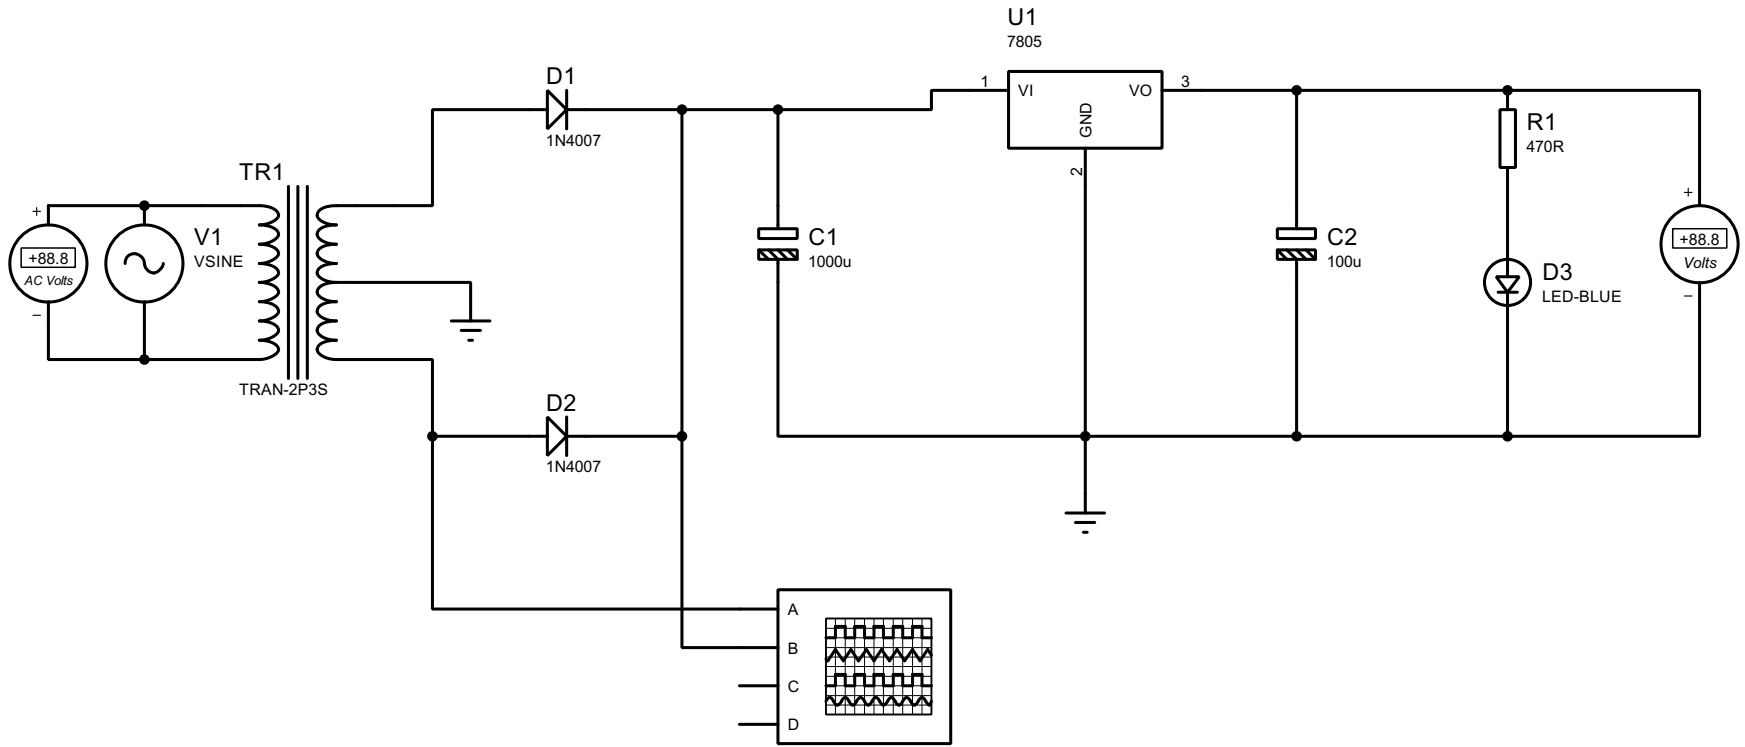 U1
7805
1
VI
VO
3
GND
2
D1
1N4007
TR1
+
+88.8
AC Volts
−
V1
VSINE
TRAN-2P3S
D2
1N4007
C1
1000u
C2
100u
R1
470R
D3
LED-BLUE
+
+88.8
Volts
−
A
B
C
D